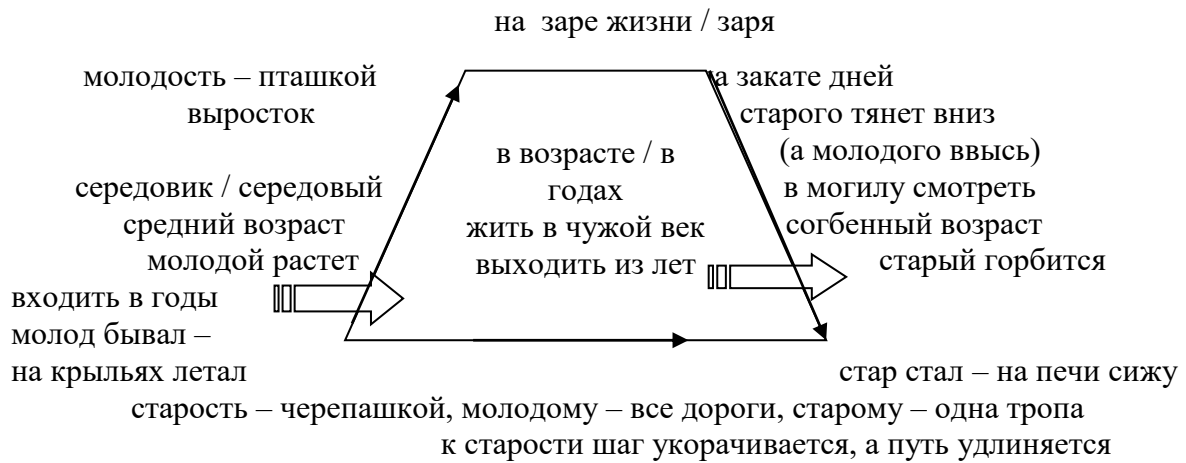 на заре жизни / заря
молодость – пташкой
выросток
середовик / середовый
средний возраст
молодой растет
входить в годы
молод бывал –
на крыльях летал
в возрасте / в
годах
жить в чужой век
выходить из лет
а закате дней
старого тянет вниз
(а молодого ввысь)
в могилу смотреть
согбенный возраст
старый горбится
стар стал – на печи сижу
старость – черепашкой, молодому – все дороги, старому – одна тропа
к старости шаг укорачивается, а путь удлиняется